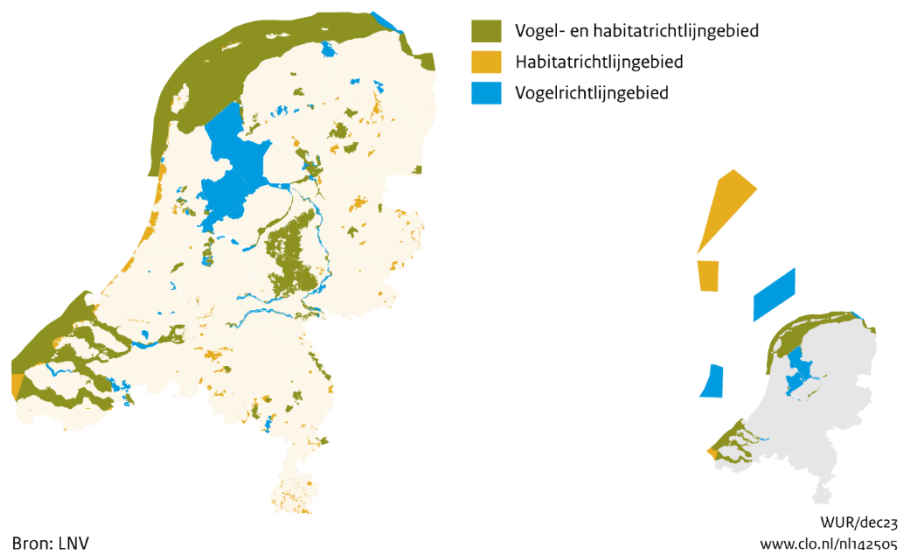 Vogel- en habitatrichtlijngebied
Habitatrichtlijngebied
Vogelrichtlijngebied
Bron: LNV
WUR/dec23
www.clo.nl/nl142505